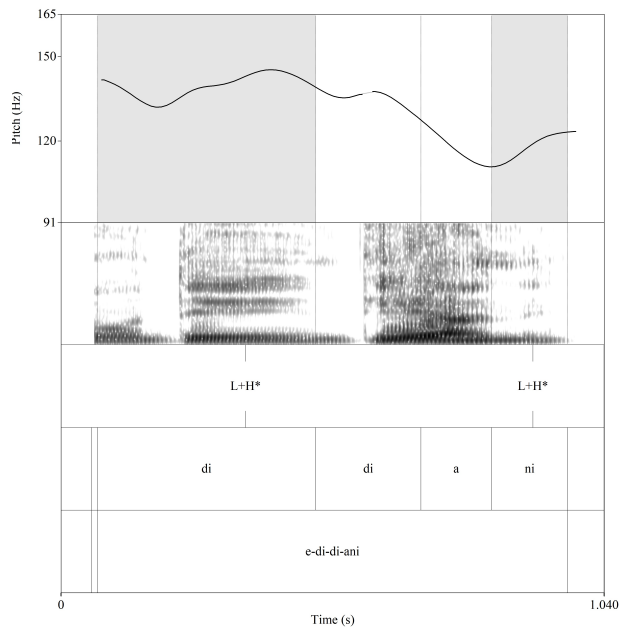 165
150
120
91
Pitch (Hz)
L+H* L+H*
di di a ni
e-di-di-ani
0 1.040
Time (s)